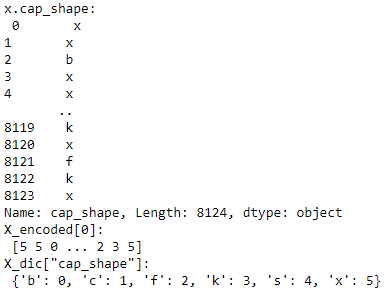 x.cap_shape:
0 x
1 x
2 b
3 x
4 x
..
8119 k
8120 x
8121 f
8122 k
8123 x
Name: cap_shape, Length: 8124, dtype: object
X_encoded[0]:
[5 5 0 ... 2 3 5]
X_dic["cap_shape"]:
{'b': 0, 'c': 1, 'f': 2, 'k': 3, 's': 4, 'x': 5}